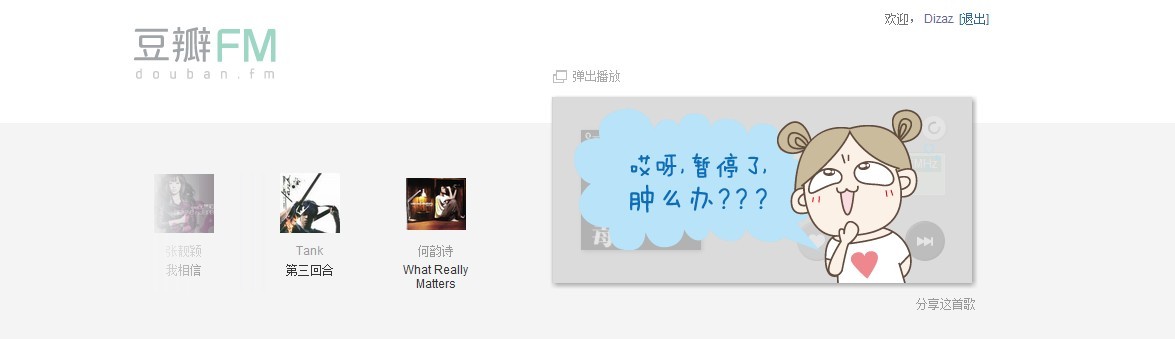 欢迎， Dizaz [退出]
豆瓣FM
douban.fm
弹出播放
哎呀,暂停了,
肿么办???
MHz
张靓颖
我相信
Tank
第三回合
何韵诗
What Really
Matters
分享这首歌